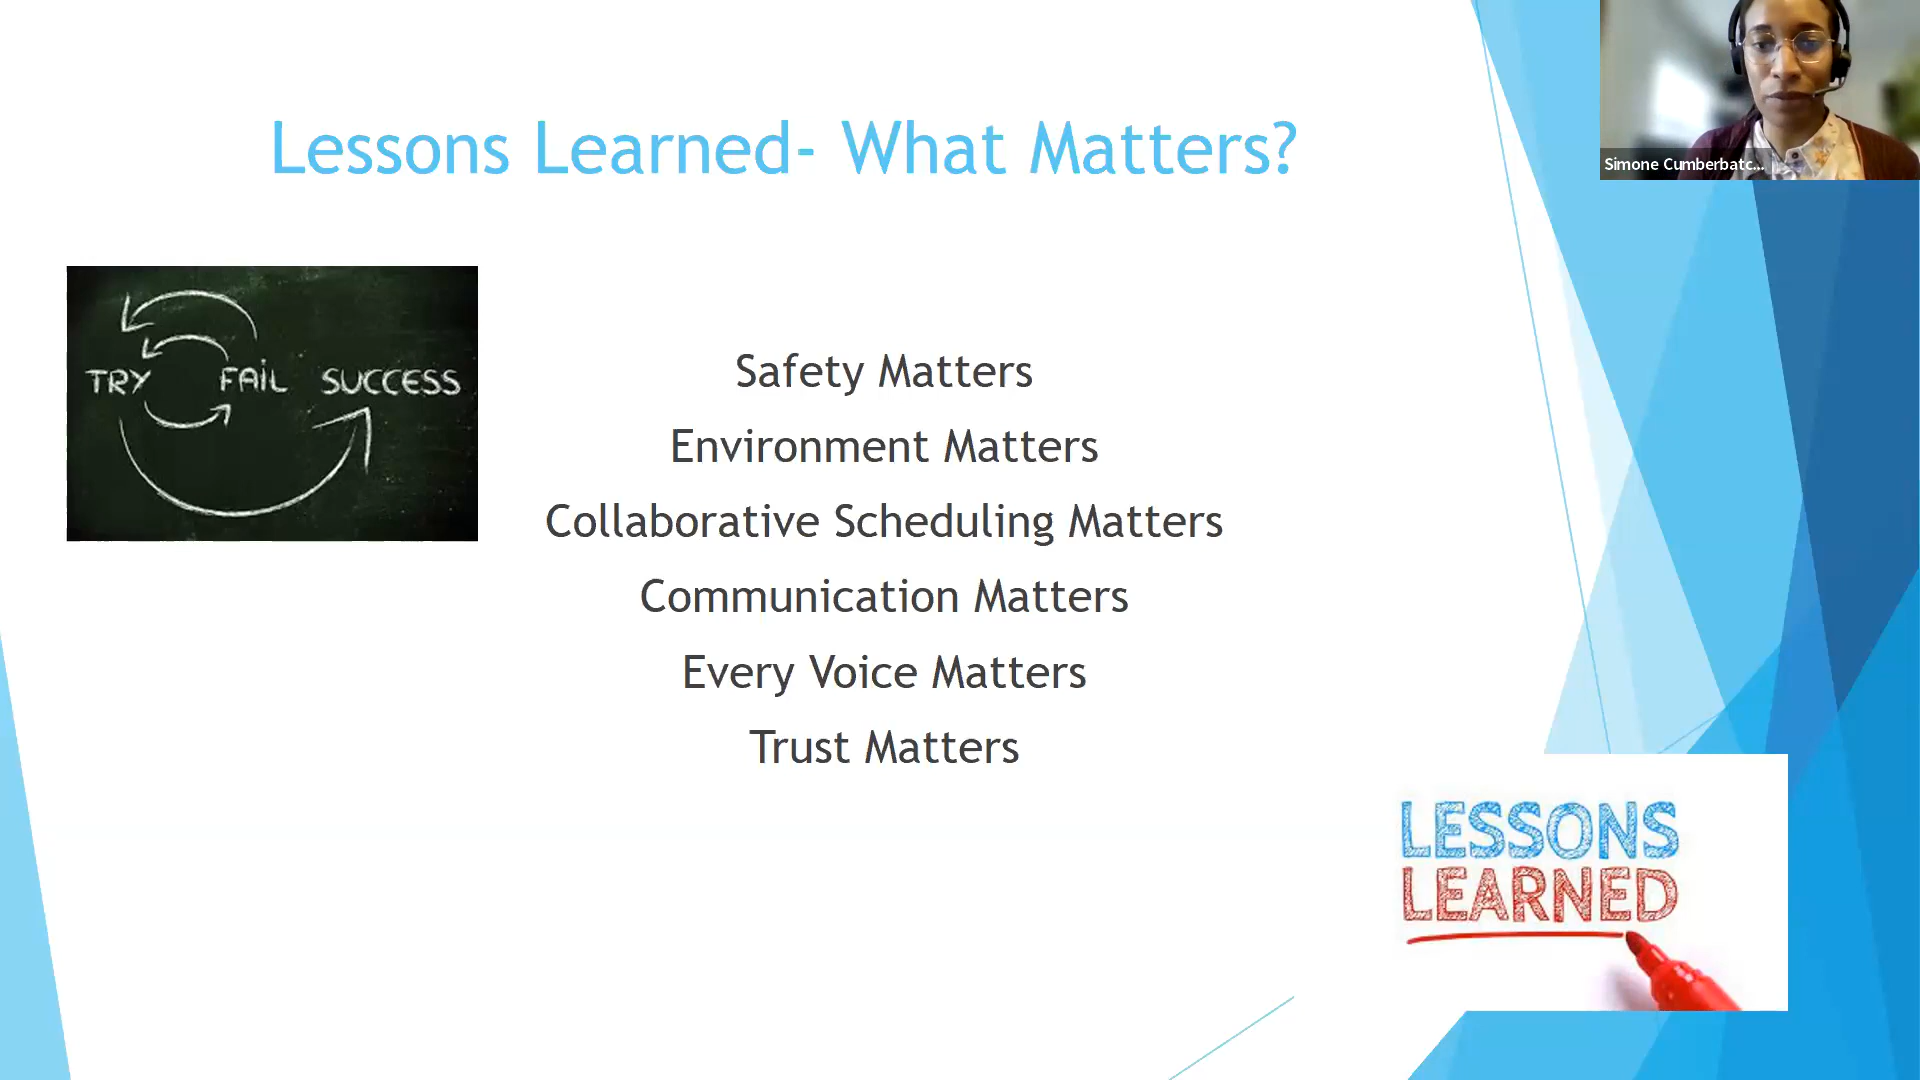 Lessons Learned- What Matters?
Simone Cumberbatc...
TRY FAIL SUCCESS
Safety Matters
Environment Matters
Collaborative Scheduling Matters
Communication Matters
Every Voice Matters
Trust Matters
LESSONS
LEARNED